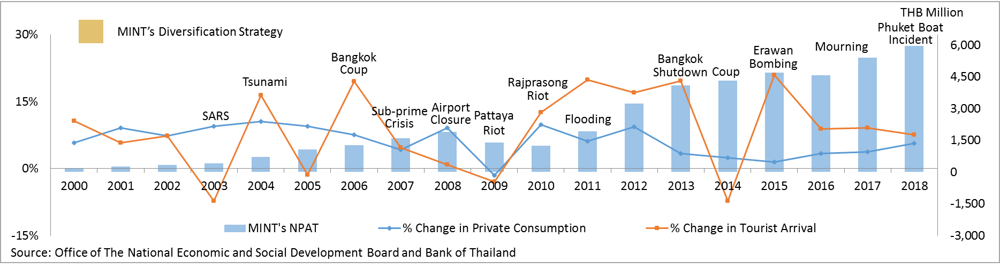 THB Million
MINT’s Diversification Strategy
30%
15%
0%
-15%
6,000
4,500
3,000
1,500
0
-1,500
-3,000
SARS
Tsunami
Bangkok
Coup
Sub-prime
Crisis
Airport
Closure
Pattaya
Riot
Rajprasong
Riot
Flooding
Bangkok
Shutdown
Coup
Erawan
Bombing
Mourning
Phuket Boat
Incident
2000 2001 2002 2003 2004 2005 2006 2007 2008 2009 2010 2011 2012 2013 2014 2015 2016 2017 2018
MINT's NPAT % Change in Private Consumption % Change in Tourist Arrival
Source: Office of The National Economic and Social Development Board and Bank of Thailand